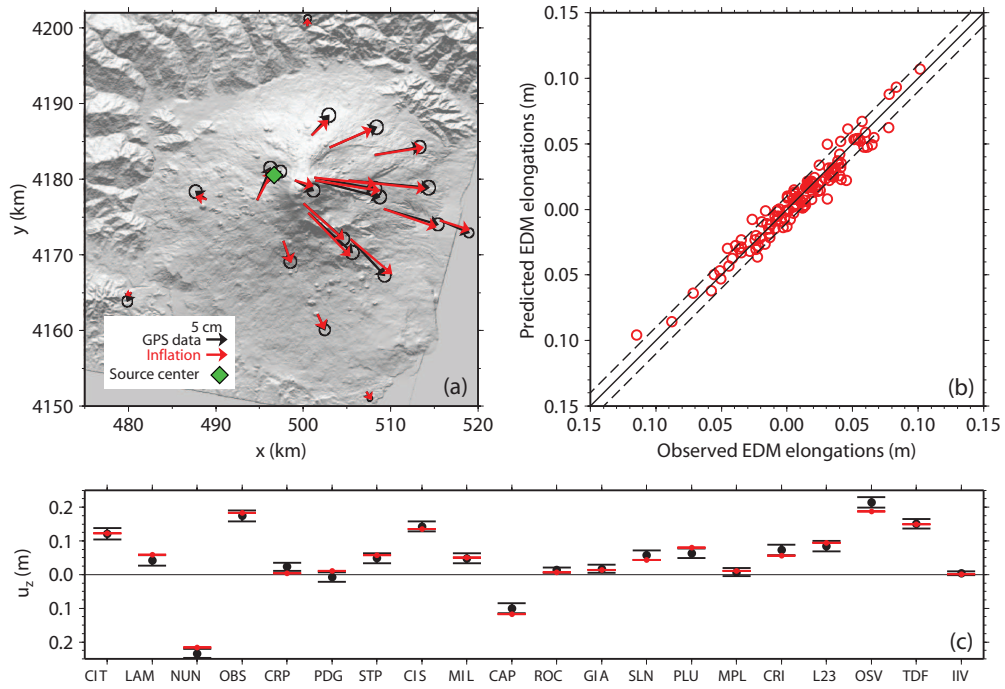 4200
4190
4180
4170
4160
4150
y (km)
480
490
500
510
520
x (km)
5 cm
GPS data
Inflation
Source center
(a)
0.15
0.10
0.05
0.00
0.05
0.10
0.15
Predicted EDM elongations (m)
0.15
0.10
0.05
0.00
0.05
0.10
0.15
Observed EDM elongations (m)
(b)
0.2
0.1
0.0
0.1
0.2
u_z (m)
(c)
CIT LAM NUN OBS CRP PDG STP CIS MIL CAP ROC GIA SLN PLU MPL CRI L23 OSV TDF IIV